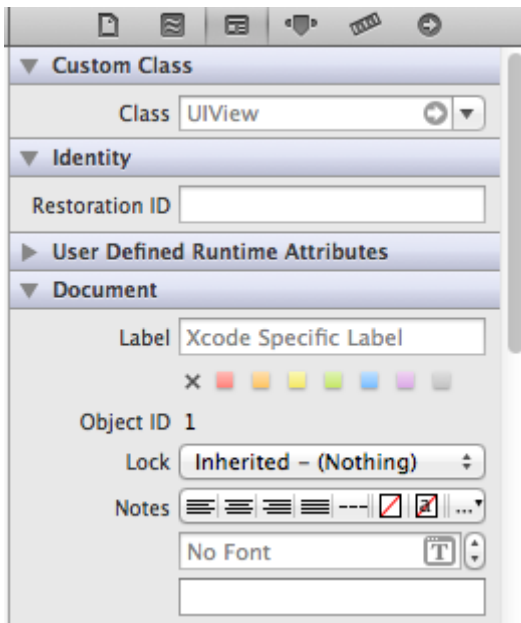 Custom Class
Class UIView
Identity
Restoration ID
User Defined Runtime Attributes
Document
Label Xcode Specific Label
Object ID 1
Lock Inherited – (Nothing)
Notes --- a ...
No Font T